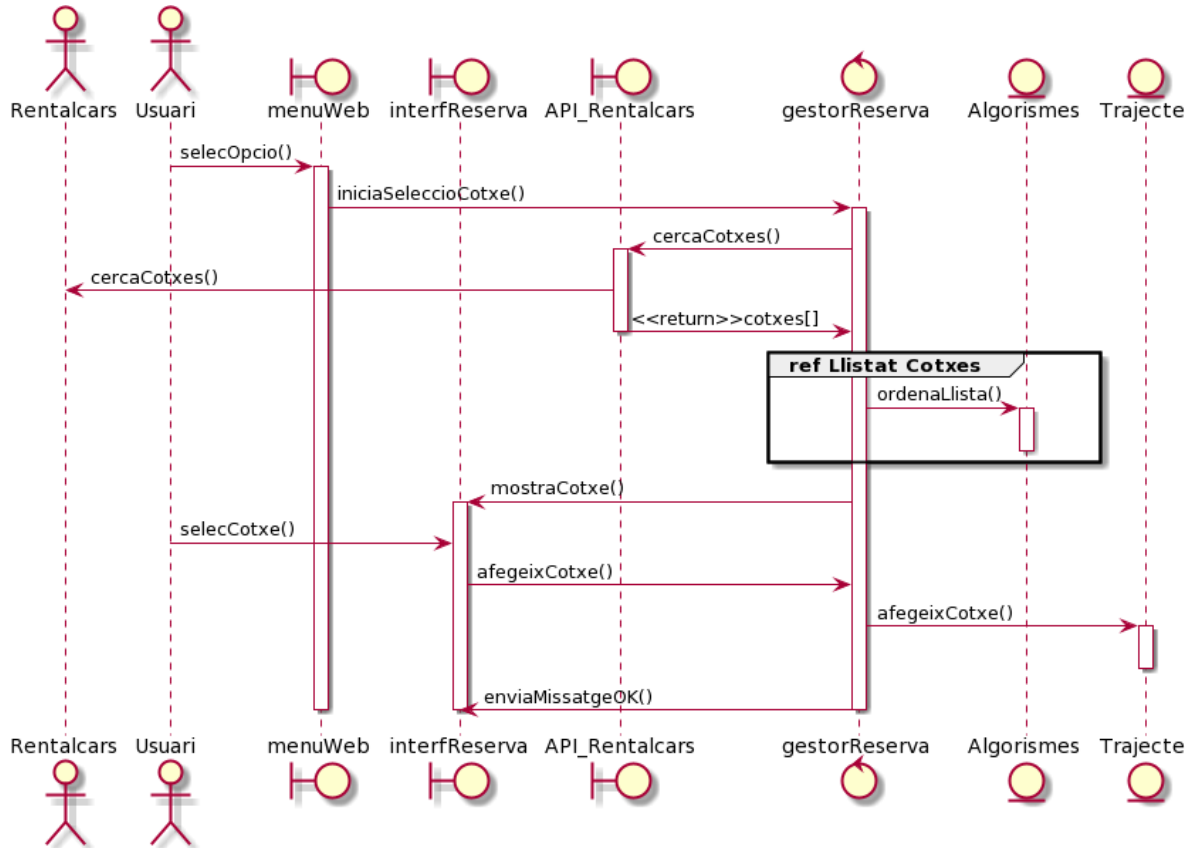 Rentalcars Usuari menuWeb interfReserva API_Rentalcars gestorReserva Algorismes Trajecte
selecOpcio()
iniciaSeleccioCotxe()
cercaCotxes()
cercaCotxes()
<<return>>cotxes[]
ref Llistat Cotxes
ordenaLlista()
mostraCotxe()
selecCotxe()
afegeixCotxe()
afegeixCotxe()
enviaMissatgeOK()
Rentalcars Usuari menuWeb interfReserva API_Rentalcars gestorReserva Algorismes Trajecte